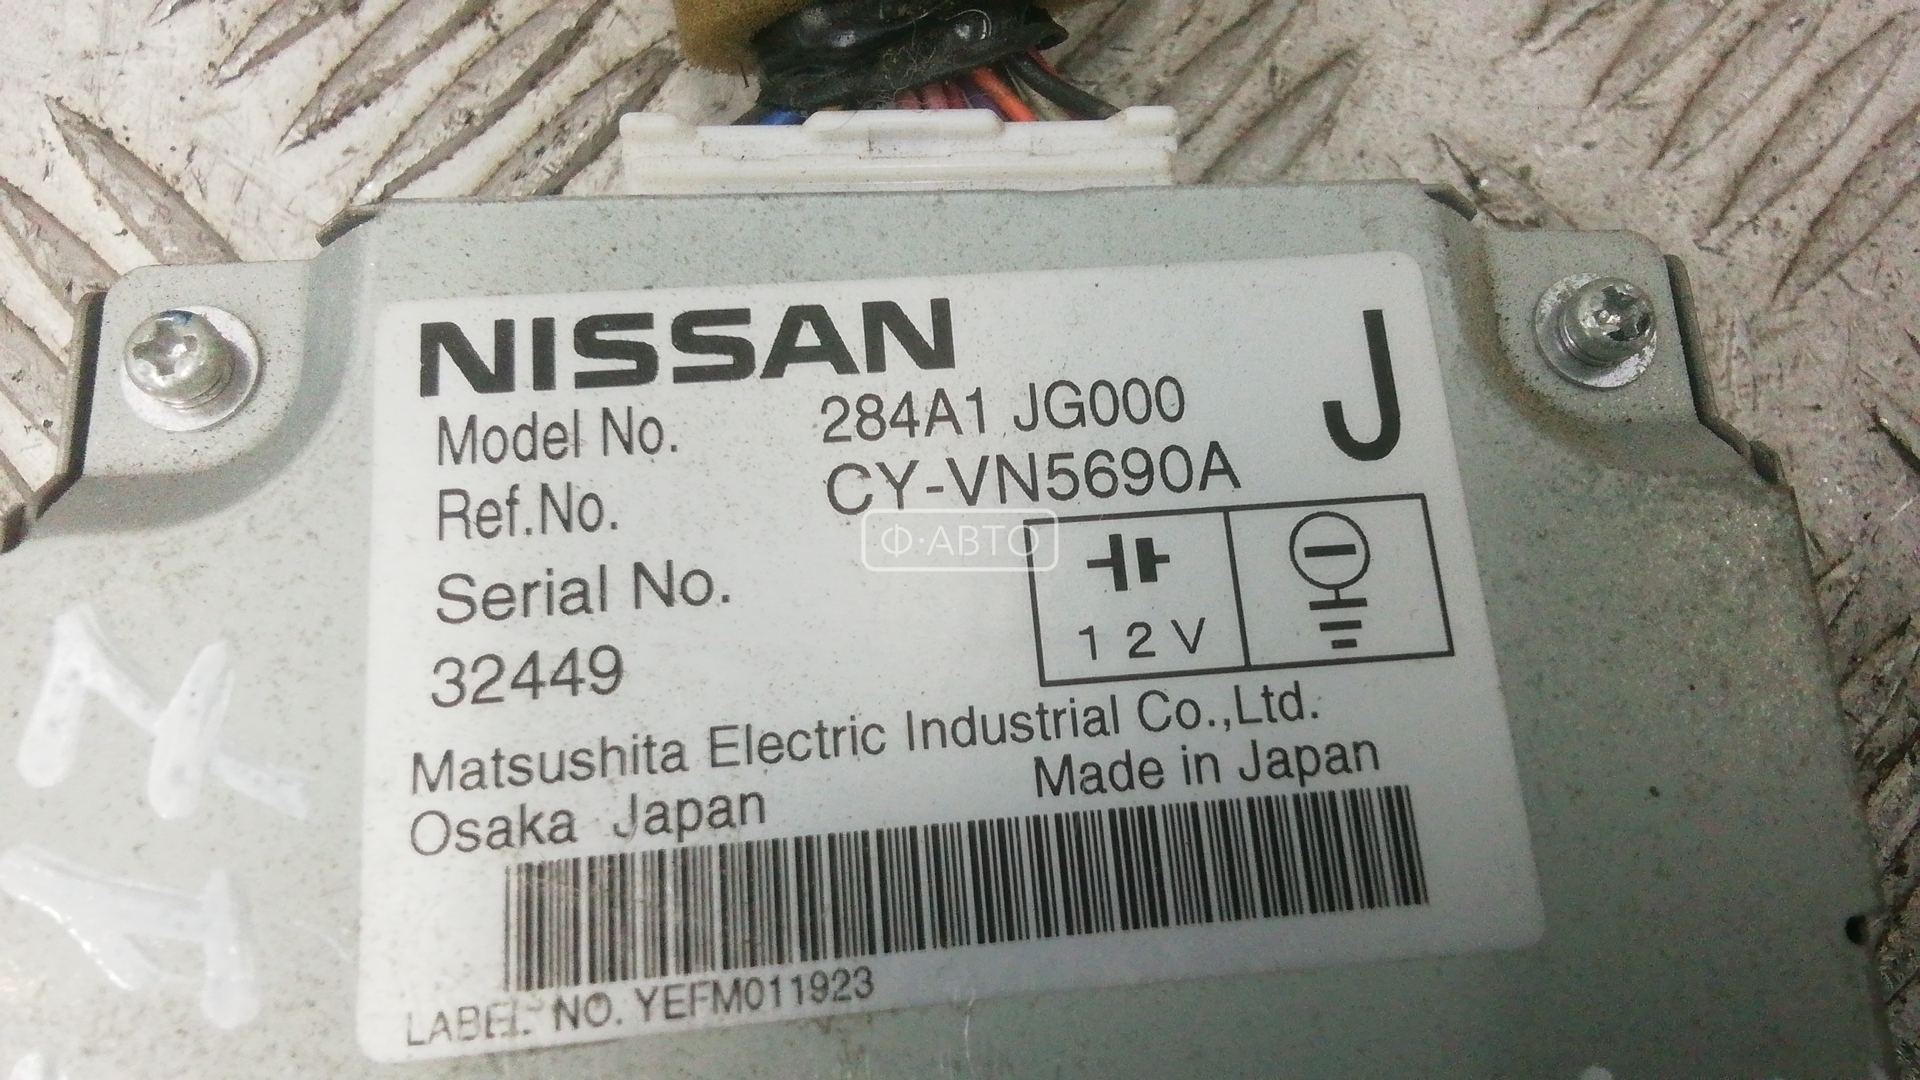 NISSAN
J
Model No. 284A1 JG000
Ref.No. CY-VN5690A
Ф·АВТО
Serial No.
32449
12V
Matsushita Electric Industrial Co.,Ltd.
Osaka Japan Made in Japan
LABEL NO. YEFM011923